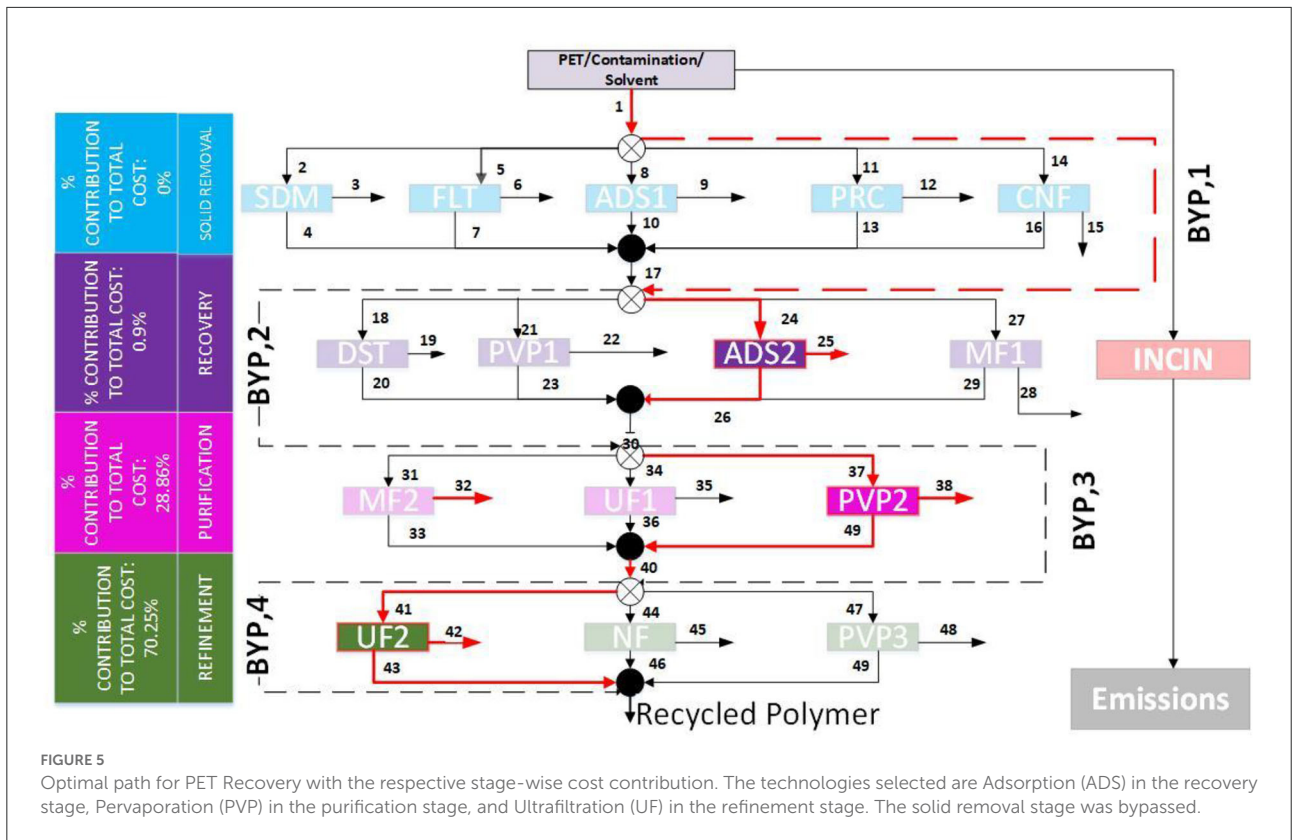 PET/Contamination/
Solvent
1
%
CONTRIBUTION
TO TOTAL
COST:
0%
SOLID REMOVAL
2
5
8
11
14
SDM
3
FLT
6
ADS1
9
PRC
12
CNF
4
7
10
13
16
15
BYP,1
17
% CONTRIBUTION
TO TOTAL COST:
0.9%
RECOVERY
BYP,2
18
21
24
27
DST
19
PVP1
22
ADS2
25
MF1
INCIN
20
23
26
29
28
30
%
CONTRIBUTION
TO TOTAL
COST:
28.86%
PURIFICATION
31
34
37
MF2
32
UF1
35
PVP2
38
BYP,3
33
36
49
40
%
CONTRIBUTION
TO TOTAL COST:
70.25%
REFINEMENT
BYP,4
41
44
47
UF2
42
NF
45
PVP3
48
43
46
49
Recycled Polymer
Emissions
FIGURE 5
Optimal path for PET Recovery with the respective stage-wise cost contribution. The technologies selected are Adsorption (ADS) in the recovery
stage, Pervaporation (PVP) in the purification stage, and Ultrafiltration (UF) in the refinement stage. The solid removal stage was bypassed.